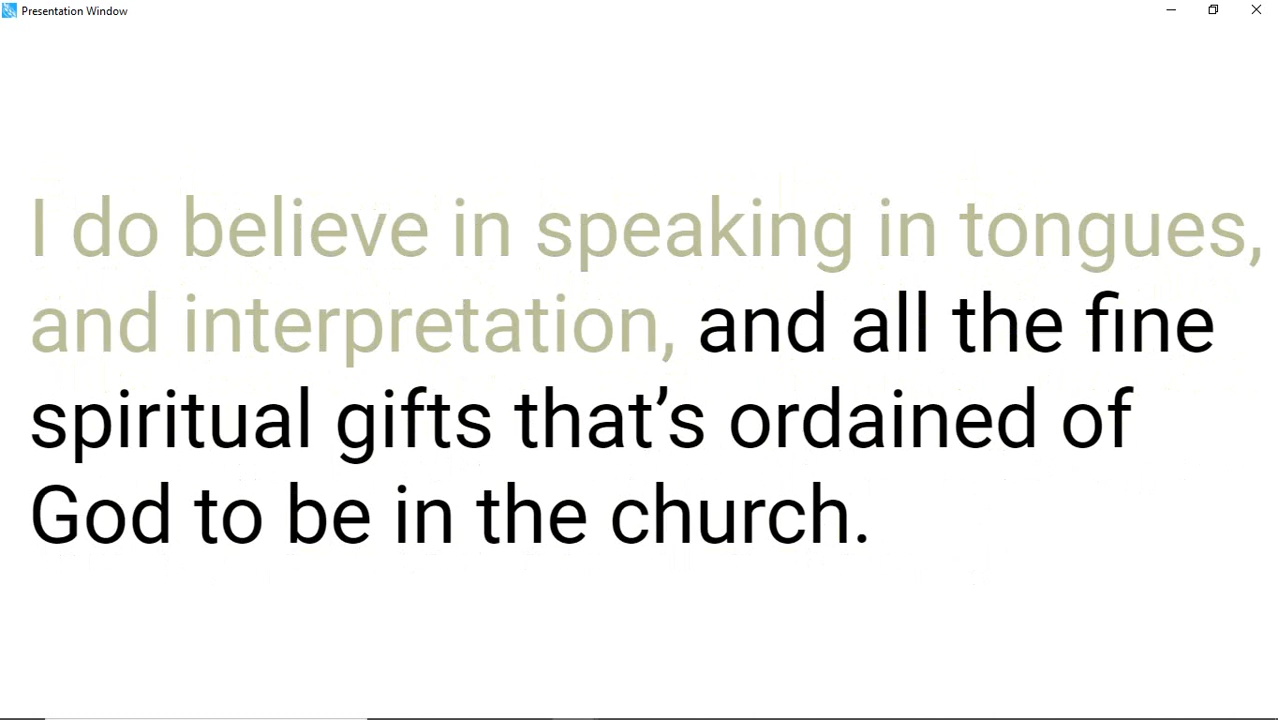 Presentation Window
I do believe in speaking in tongues,
and interpretation, and all the fine
spiritual gifts that’s ordained of
God to be in the church.